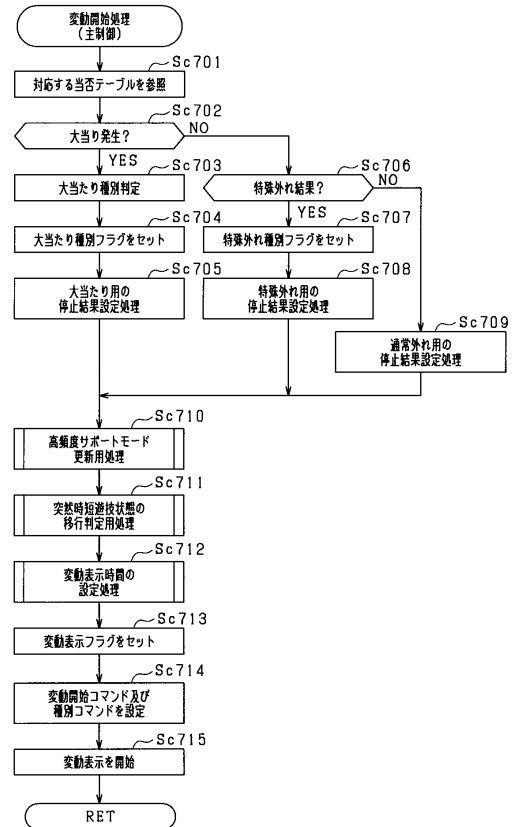 変動開始処理
(主制御)
Sc701
対応する当否テーブルを参照
Sc702
大当り発生?
NO
YES
Sc703
大当たり種別判定
Sc706
特殊外れ結果?
NO
YES
Sc704
大当たり種別フラグをセット
Sc707
特殊外れ種別フラグをセット
Sc705
大当たり用の
停止結果設定処理
Sc708
特殊外れ用の
停止結果設定処理
Sc709
通常外れ用の
停止結果設定処理
Sc710
高頻度サポートモード
更新用処理
Sc711
突然時短遊技状態の
移行判定用処理
Sc712
変動表示時間の
設定処理
Sc713
変動表示フラグをセット
Sc714
変動開始コマンド及び
種別コマンドを設定
Sc715
変動表示を開始
RET